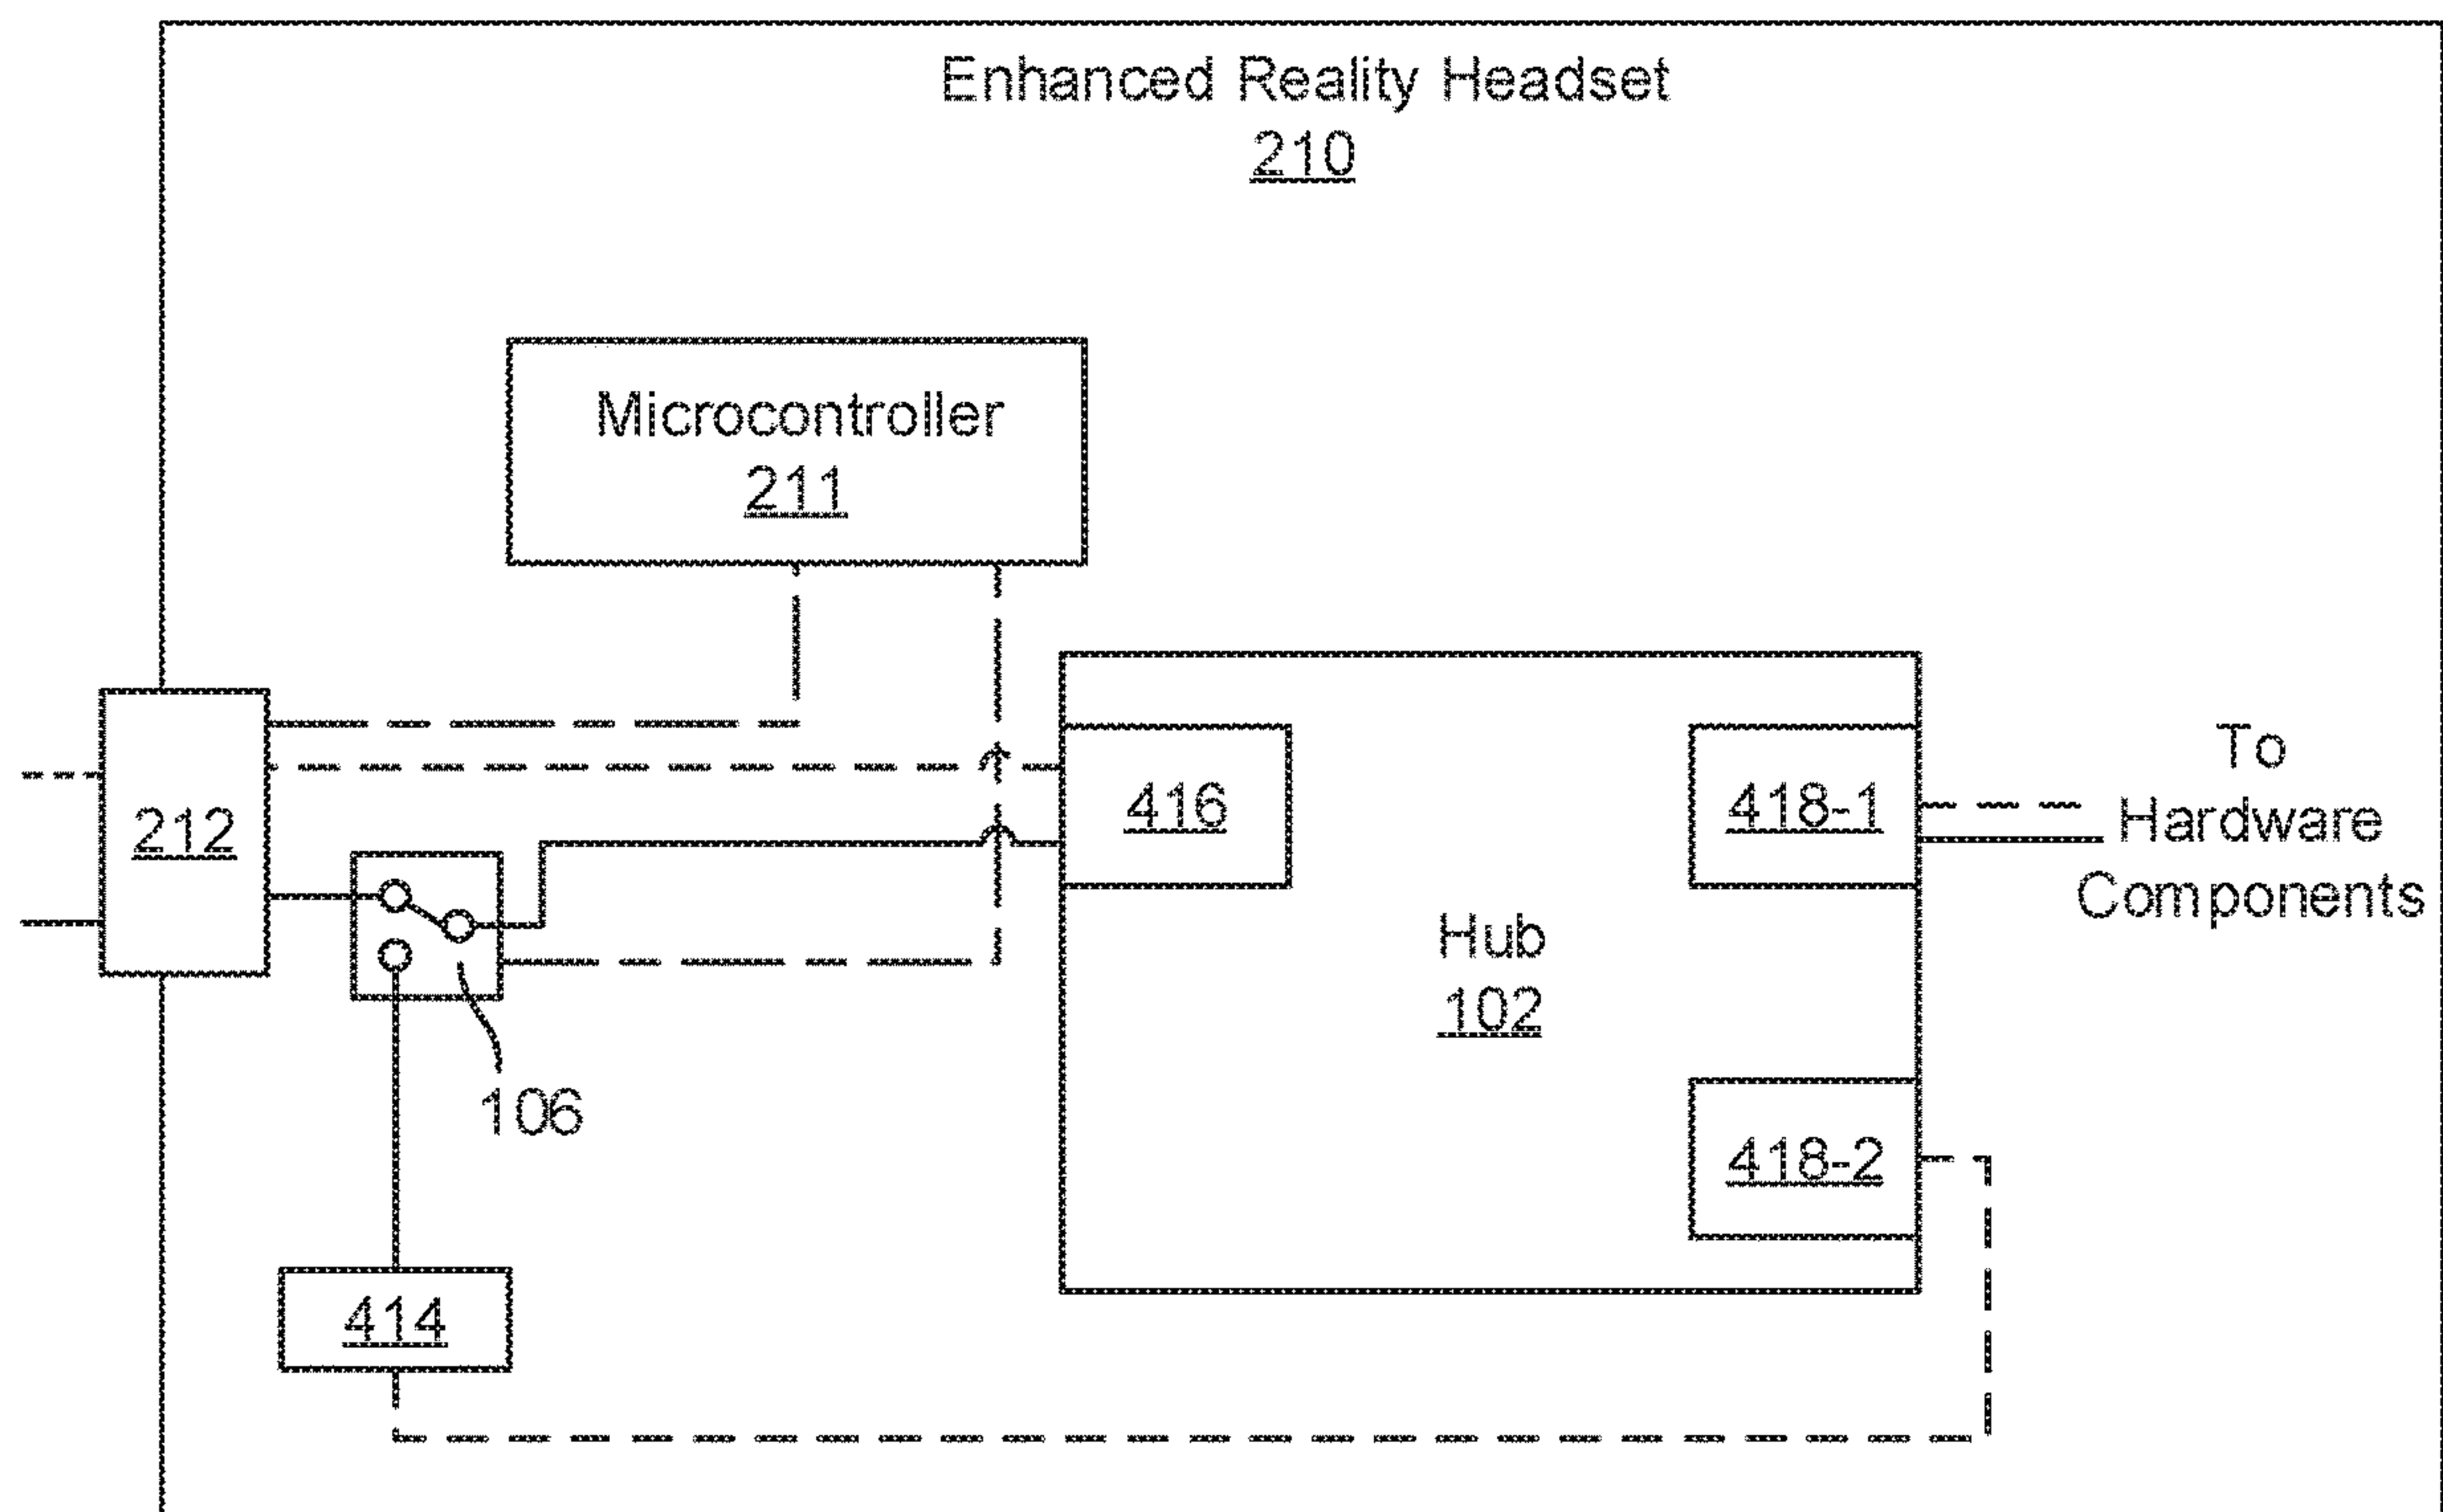 Enhanced Reality Headset
210
Microcontroller
211
212
416
418-1
To
Hardware
Components
Hub
102
106
418-2
414